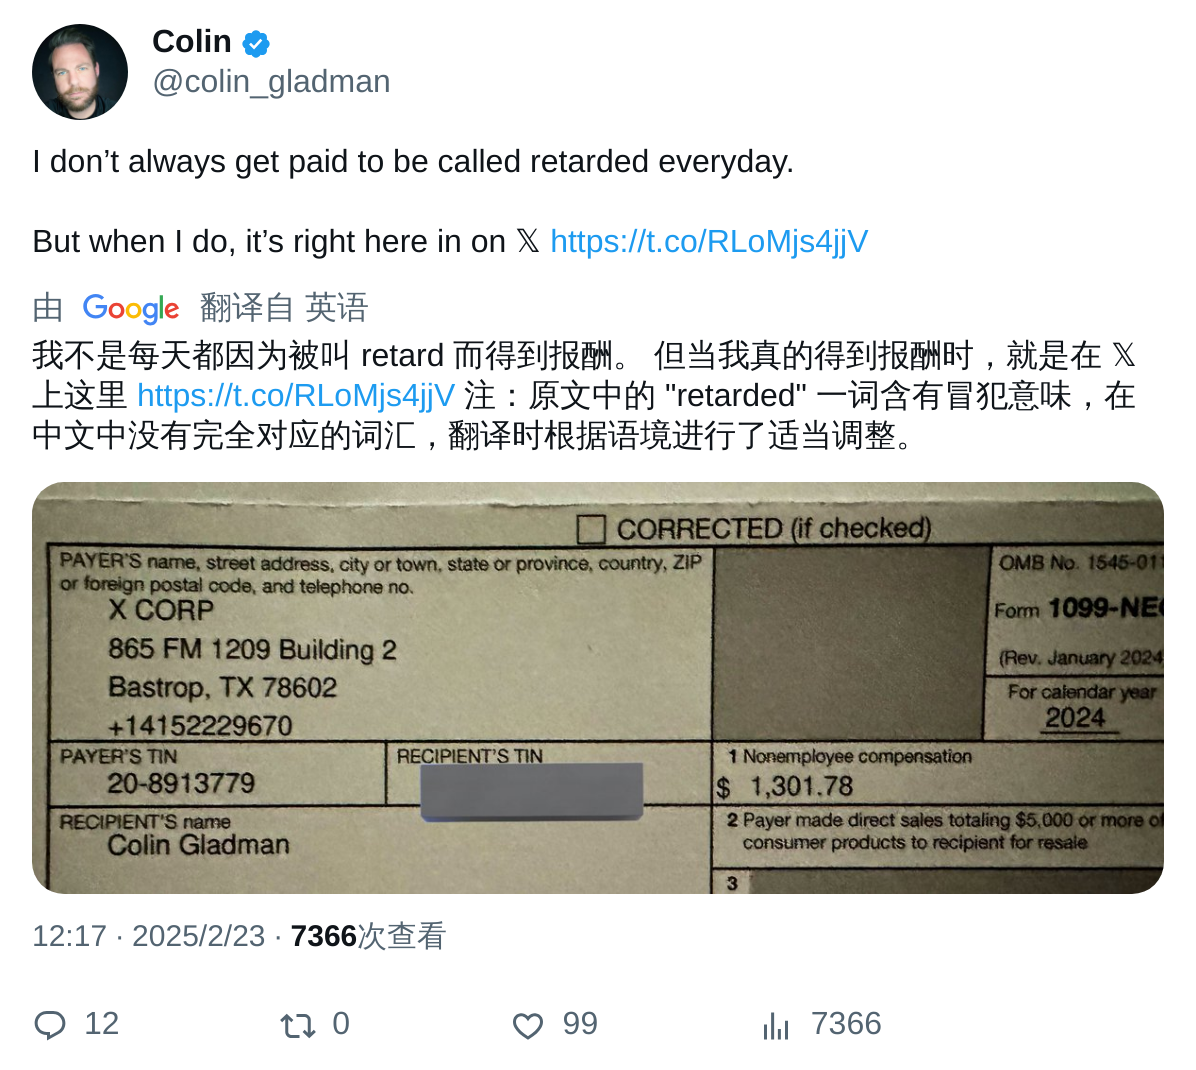 Colin
@colin_gladman
I don’t always get paid to be called retarded everyday.
But when I do, it’s right here in on 𝕏 https://t.co/RLoMjs4jjV
由 Google 翻译自 英语
我不是每天都因为被叫 retard 而得到报酬。 但当我真的得到报酬时，就是在 𝕏
上这里 https://t.co/RLoMjs4jjV 注：原文中的 "retarded" 一词含有冒犯意味，在
中文中没有完全对应的词汇，翻译时根据语境进行了适当调整。
CORRECTED (if checked)
PAYER'S name, street address, city or town, state or province, country, ZIP
or foreign postal code, and telephone no.
X CORP
865 FM 1209 Building 2
Bastrop, TX 78602
+14152229670
OMB No. 1545-011
Form 1099-NE
(Rev. January 2024
For calendar year
2024
PAYER'S TIN
20-8913779
RECIPIENT'S TIN
1 Nonemployee compensation
$ 1,301.78
RECIPIENT'S name
Colin Gladman
2 Payer made direct sales totaling $5,000 or more of
consumer products to recipient for resale
3
12:17 · 2025/2/23 · 7366次查看
12 0 99 7366